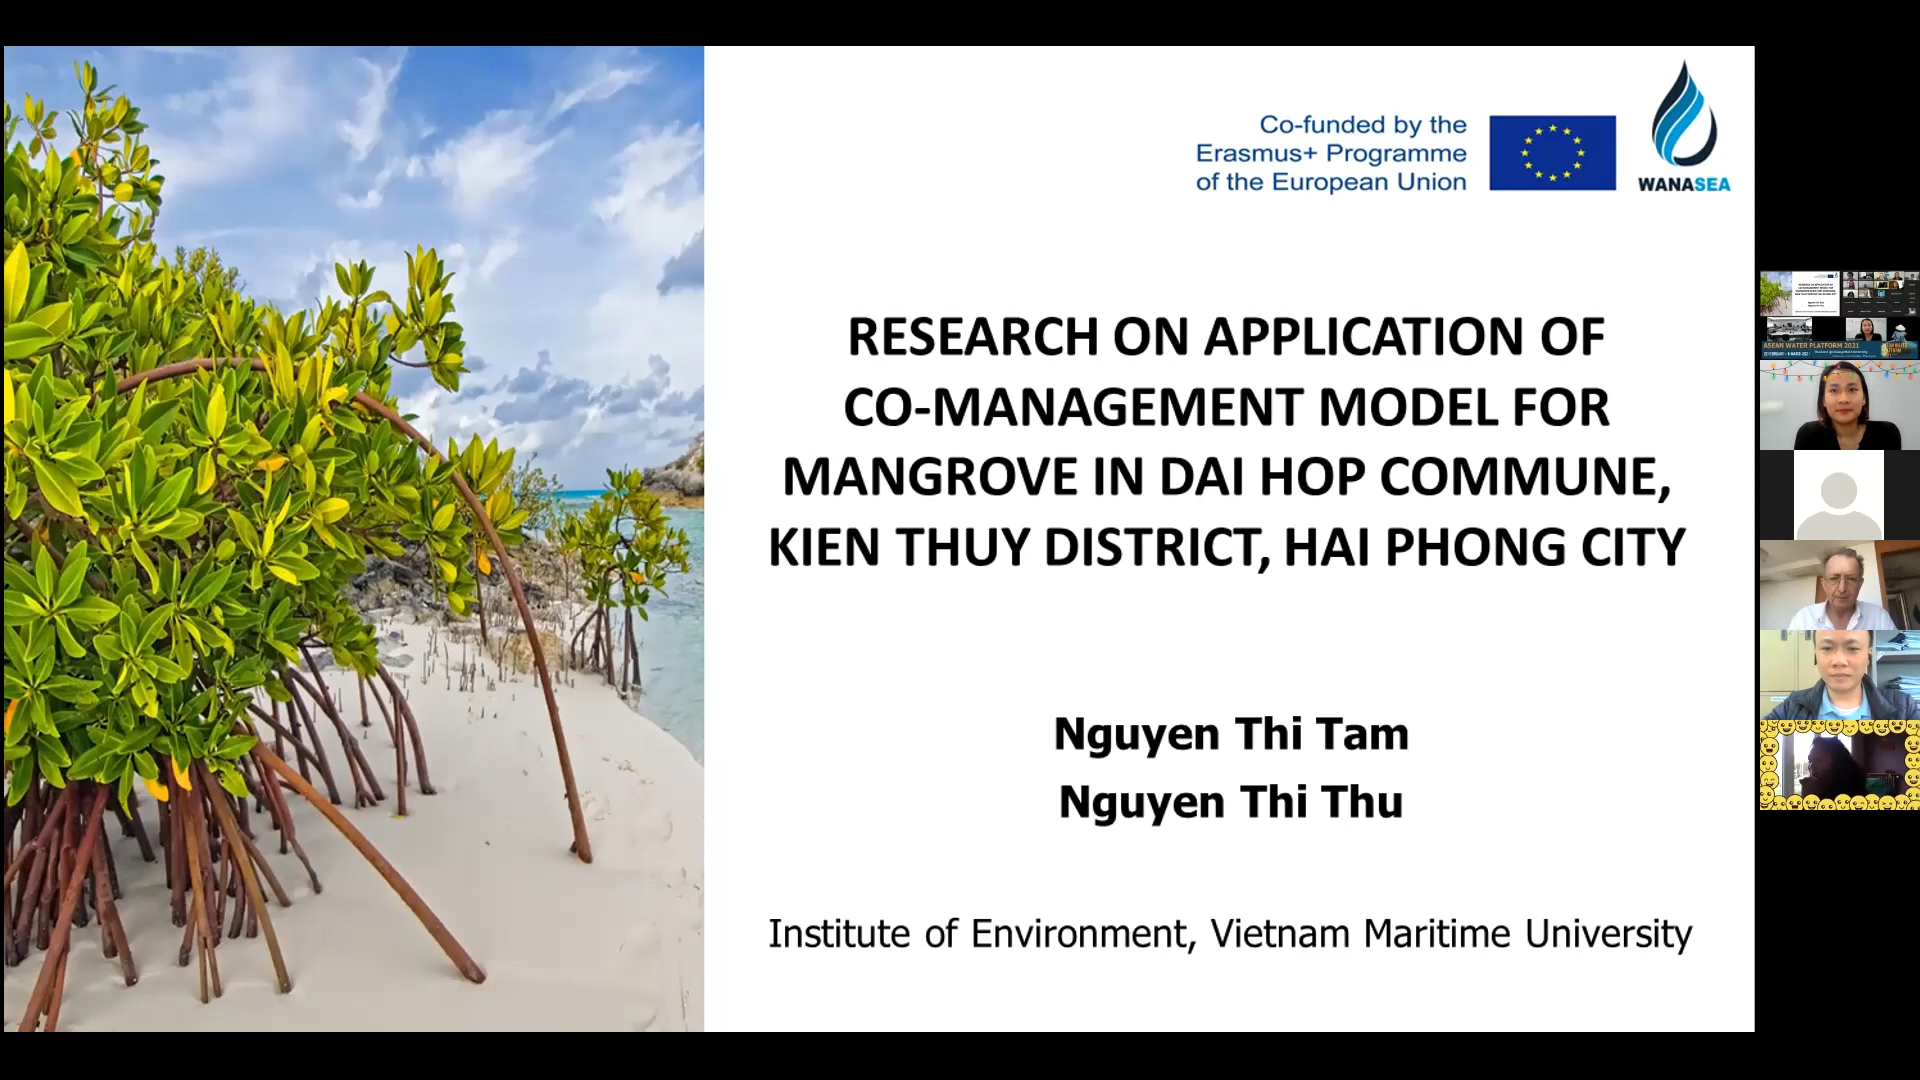 Co-funded by the
Erasmus+ Programme
of the European Union
WANASEA
RESEARCH ON APPLICATION OF
CO-MANAGEMENT MODEL FOR
MANGROVE IN DAI HOP COMMUNE,
KIEN THUY DISTRICT, HAI PHONG CITY
Nguyen Thi Tam
Nguyen Thi Thu
Institute of Environment, Vietnam Maritime University
ASEAN WATER PLATFORM 2021